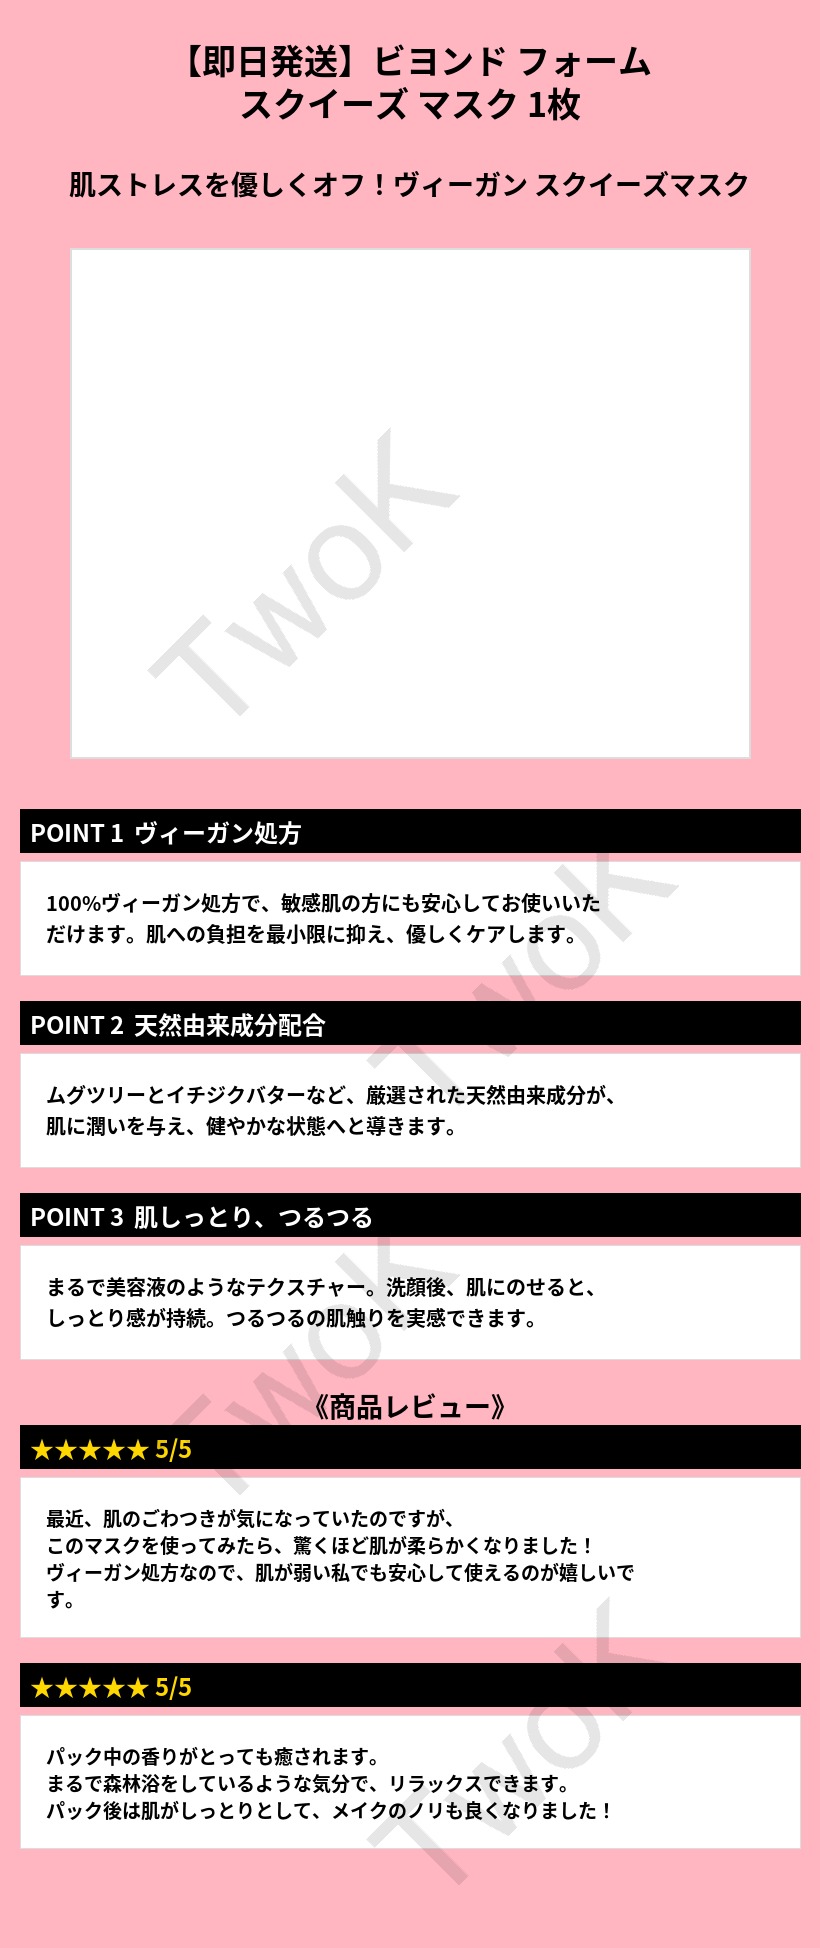 【即日発送】ビヨンド フォーム
スクイーズ マスク 1枚
肌ストレスを優しくオフ！ヴィーガン スクイーズマスク
TwoK
POINT 1 ヴィーガン処方
100%ヴィーガン処方で、敏感肌の方にも安心してお使いいた
だけます。肌への負担を最小限に抑え、優しくケアします。
TwoK
POINT 2 天然由来成分配合
ムグツリーとイチジクバターなど、厳選された天然由来成分が、
肌に潤いを与え、健やかな状態へと導きます。
POINT 3 肌しっとり、つるつる
まるで美容液のようなテクスチャー。洗顔後、肌にのせると、
しっとり感が持続。つるつるの肌触りを実感できます。
TwoK
《商品レビュー》
★★★★★ 5/5
最近、肌のごわつきが気になっていたのですが、
このマスクを使ってみたら、驚くほど肌が柔らかくなりました！
ヴィーガン処方なので、肌が弱い私でも安心して使えるのが嬉しいで
す。
★★★★★ 5/5
パック中の香りがとっても癒されます。
まるで森林浴をしているような気分で、リラックスできます。
パック後は肌がしっとりとして、メイクのノリも良くなりました！
TwoK